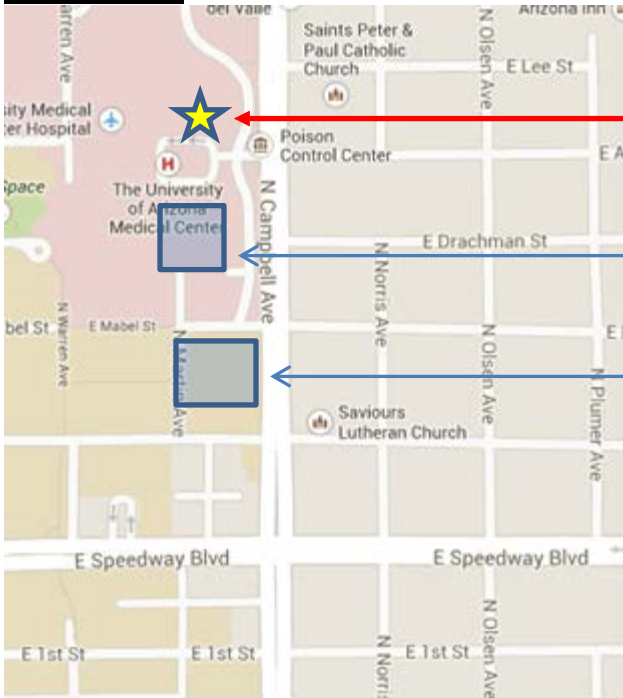 del Valle
Arizona Inn
Saints Peter &
Paul Catholic
Church
N Olsen Ave
E Lee St
arren Ave
sity Medical
er Hospital
Poison
Control Center
E A
H
Space
The University
of Arizona
Medical Center
N Campbell Ave
E Drachman St
N Norris Ave
bel St
N Warren Ave
E Mabel St
N Martin Ave
N Olsen Ave
E
N Plumer Ave
Saviours
Lutheran Church
E Speedway Blvd
E Speedway Blvd
N Olsen Ave
E 1st St
E 1st St
N Norris
E 1st St